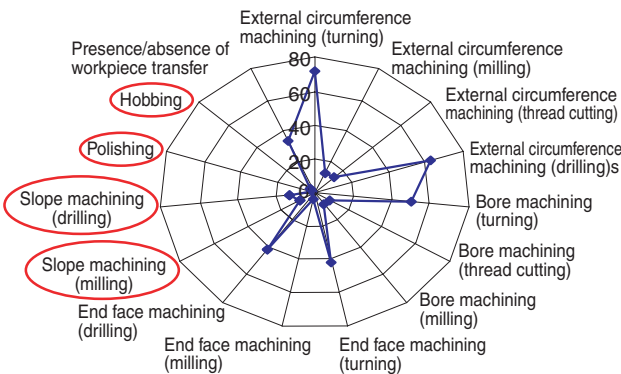 External circumference
machining (turning)
External circumference
machining (milling)
External circumference
machining (thread cutting)
External circumference
machining (drilling)s
Bore machining
(turning)
Bore machining
(thread cutting)
Bore machining
(milling)
End face machining
(turning)
End face machining
(milling)
End face machining
(drilling)
Slope machining
(milling)
Slope machining
(drilling)
Polishing
Hobbing
Presence/absence of
workpiece transfer
80
60
40
20
0